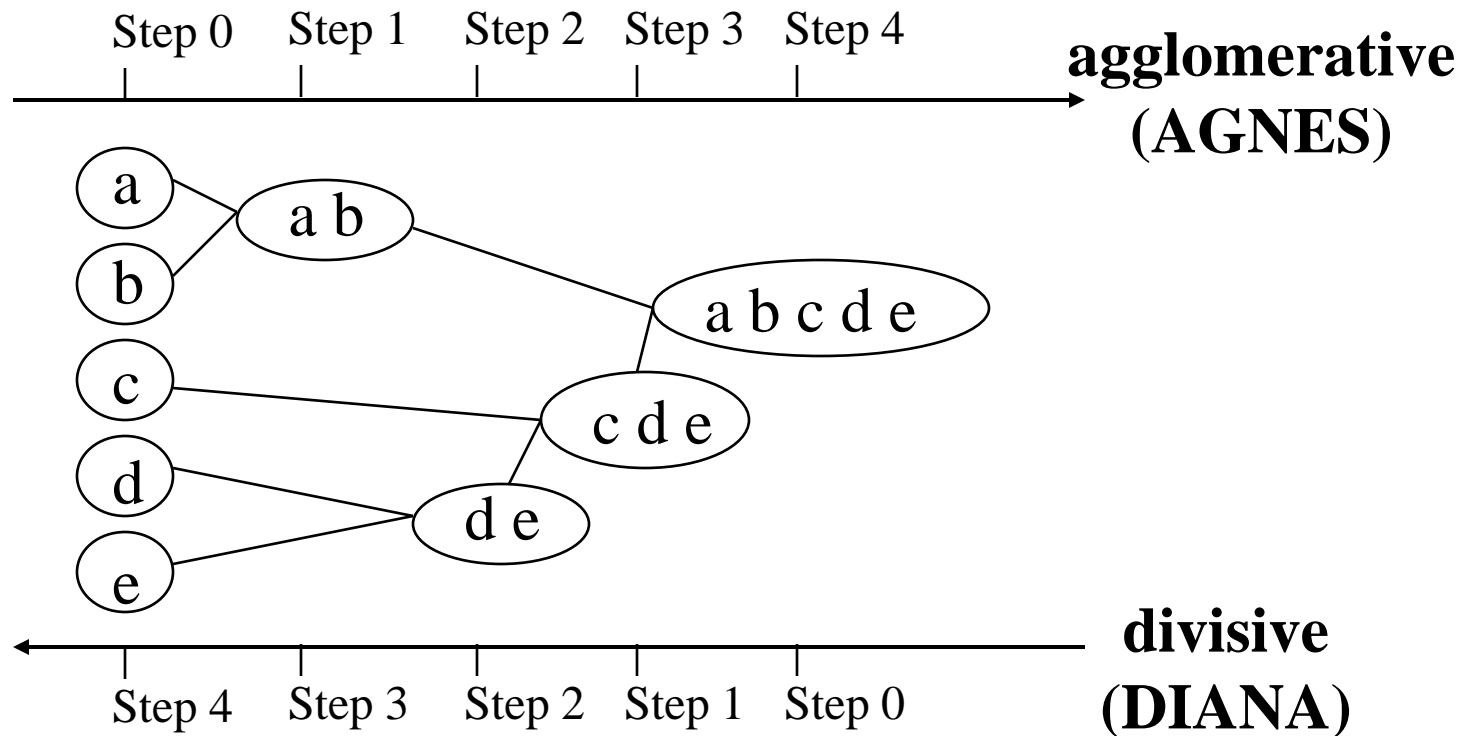 Step 0 Step 1 Step 2 Step 3 Step 4
agglomerative
(AGNES)
a
a b
b
a b c d e
c
c d e
d
d e
e
divisive
(DIANA)
Step 4 Step 3 Step 2 Step 1 Step 0